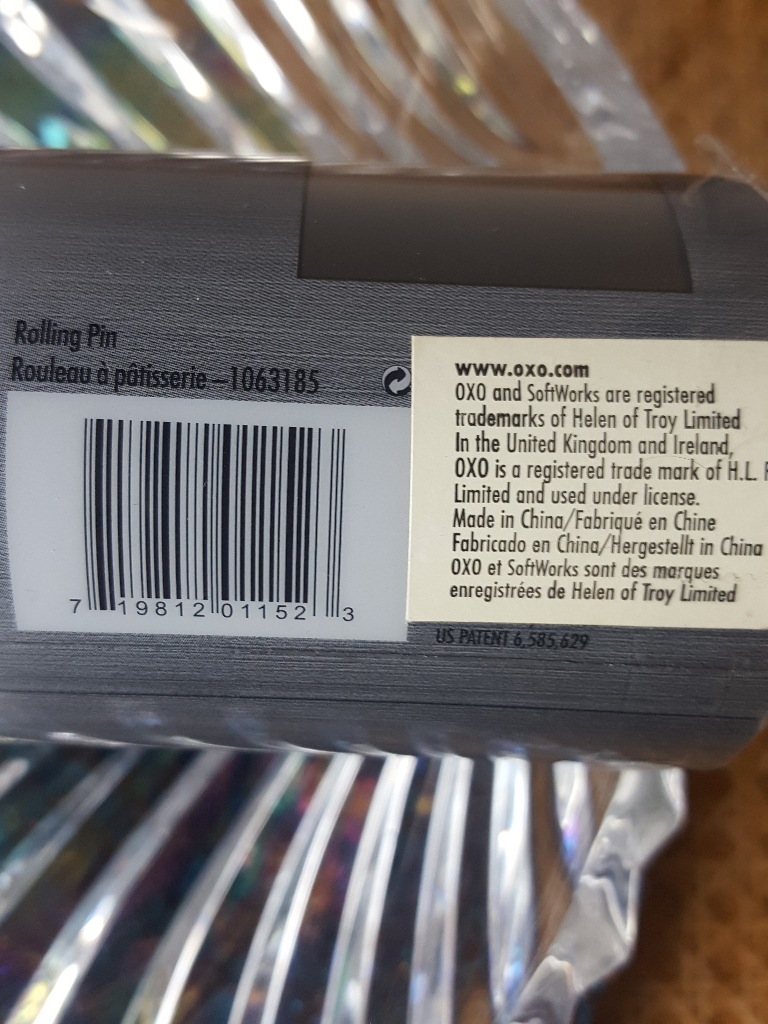 Rolling Pin
Rouleau à pâtisserie –1063185
7 19812 01152 3
www.oxo.com
OXO and SoftWorks are registered
trademarks of Helen of Troy Limited
In the United Kingdom and Ireland,
OXO is a registered trade mark of H.L.
Limited and used under license.
Made in China/Fabriqué en Chine
Fabricado en China/Hergestellt in China
OXO et SoftWorks sont des marques
enregistrées de Helen of Troy Limited
US PATENT 6,585,629